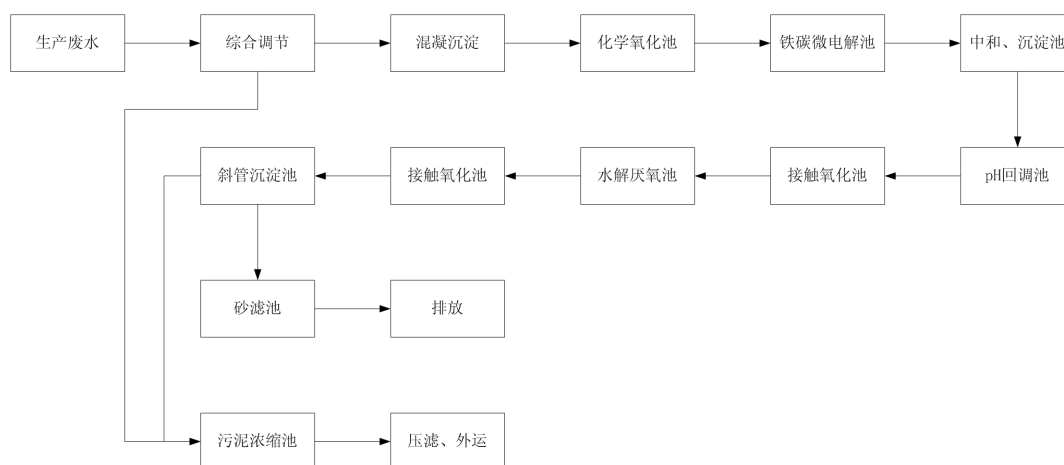 生产废水
综合调节
混凝沉淀
化学氧化池
铁碳微电解池
中和、沉淀池
斜管沉淀池
接触氧化池
水解厌氧池
接触氧化池
pH回调池
砂滤池
排放
污泥浓缩池
压滤、外运